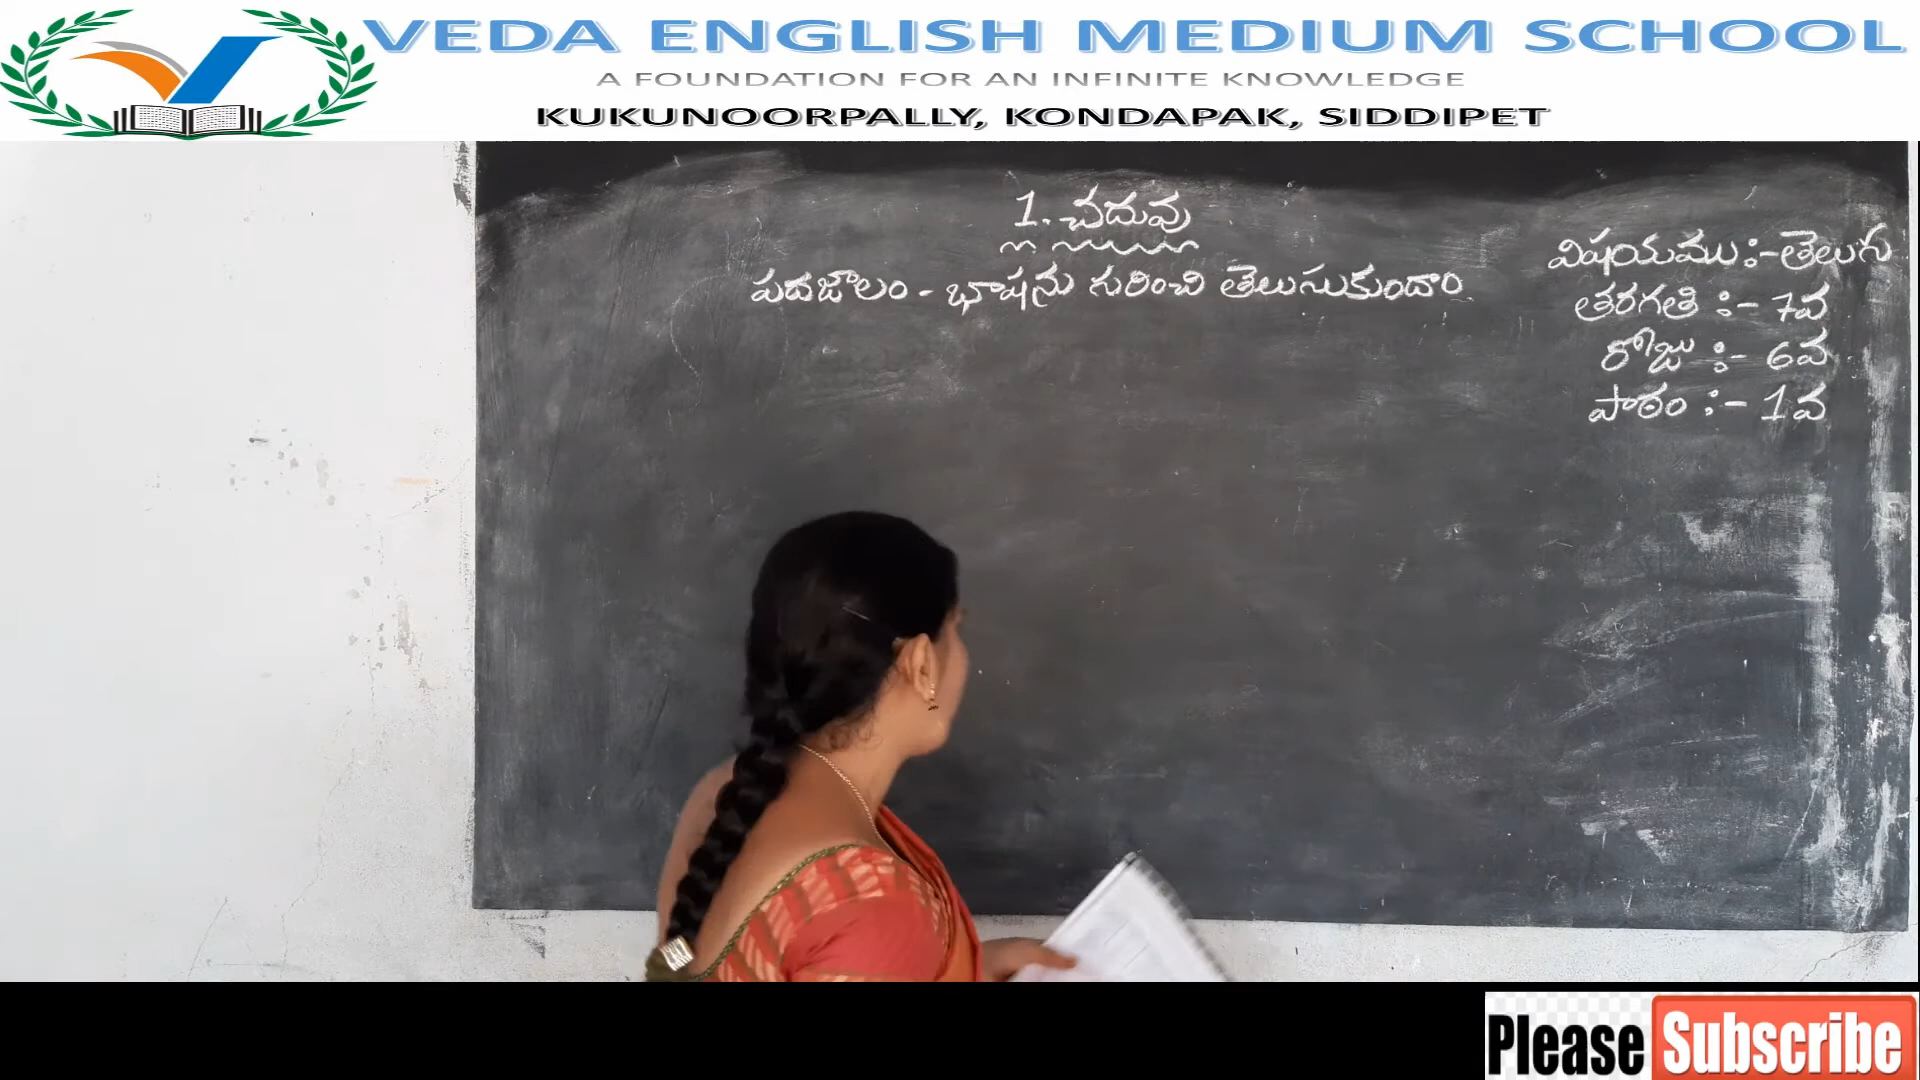 VEDA ENGLISH MEDIUM SCHOOL
A FOUNDATION FOR AN INFINITE KNOWLEDGE
KUKUNOORPALLY, KONDAPAK, SIDDIPET
1. చదువు
పదజాలం - భాషను గురించి తెలుసుకుందాం
విషయము :- తెలుగు
తరగతి :- 7వ
రోజు :- 6వ
పాఠం :- 1వ
Please Subscribe